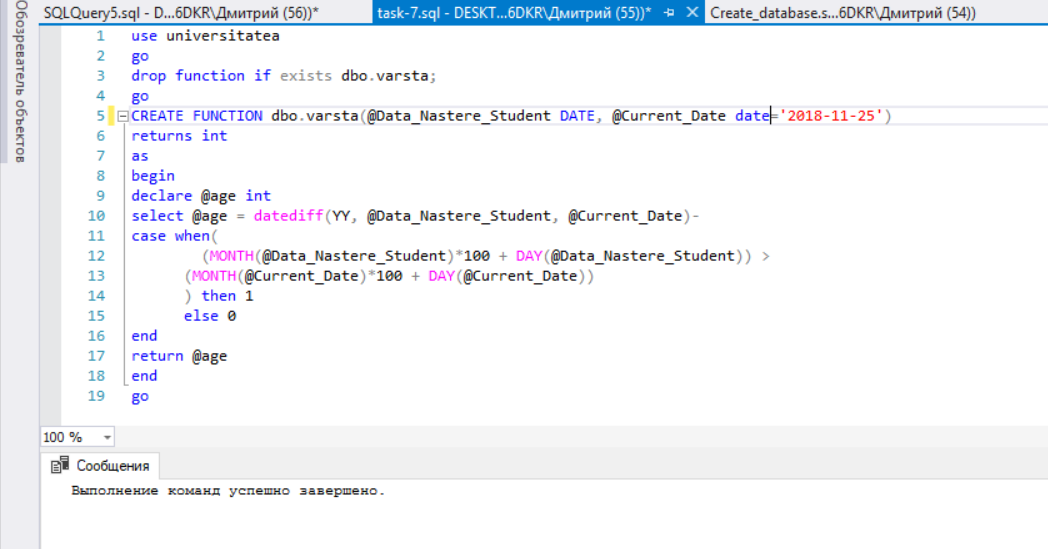 Обозреватель объектов
SQLQuery5.sql - D...6DKR\Дмитрий (56))*
task-7.sql - DESKT...6DKR\Дмитрий (55))*
Create_database.s...6DKR\Дмитрий (54))
1 use universitatea
2 go
3 drop function if exists dbo.varsta;
4 go
5 CREATE FUNCTION dbo.varsta(@Data_Nastere_Student DATE, @Current_Date date='2018-11-25')
6 returns int
7 as
8 begin
9 declare @age int
10 select @age = datediff(YY, @Data_Nastere_Student, @Current_Date)-
11 case when(
12 (MONTH(@Data_Nastere_Student)*100 + DAY(@Data_Nastere_Student)) >
13 (MONTH(@Current_Date)*100 + DAY(@Current_Date))
14 ) then 1
15 else 0
16 end
17 return @age
18 end
19 go
100 %
Сообщения
Выполнение команд успешно завершено.